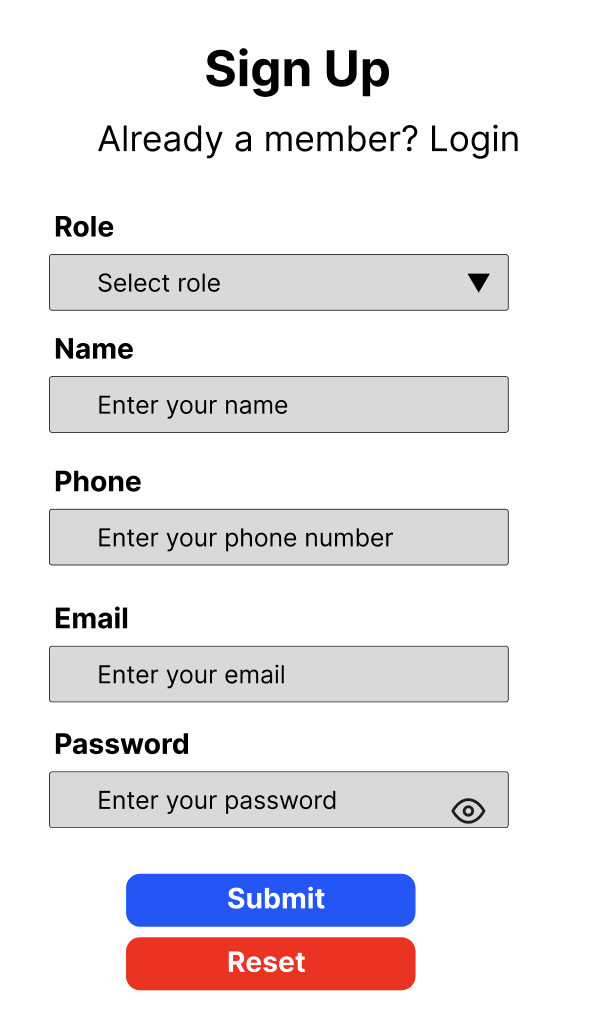 Sign Up
Already a member? Login
Role
Select role
Name
Enter your name
Phone
Enter your phone number
Email
Enter your email
Password
Enter your password
Submit
Reset